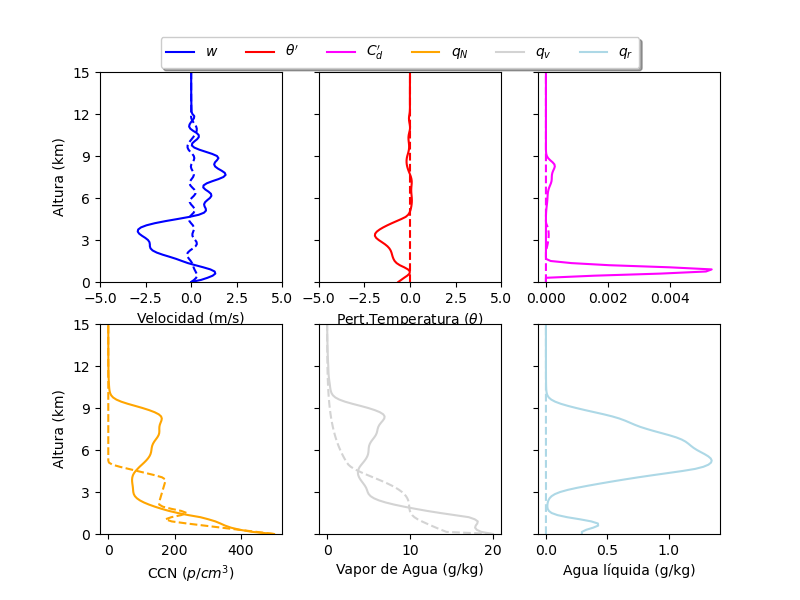 w θ′ C′d qN qv qr
15
12
9
6
3
0
Altura (km)
−5.0 −2.5 0.0 2.5 5.0
Velocidad (m/s)
−5.0 −2.5 0.0 2.5 5.0
Pert.Temperatura (θ)
0.000 0.002 0.004
15
12
9
6
3
0
Altura (km)
0 200 400
CCN (p/cm³)
0 10 20
Vapor de Agua (g/kg)
0.0 0.5 1.0
Agua líquida (g/kg)